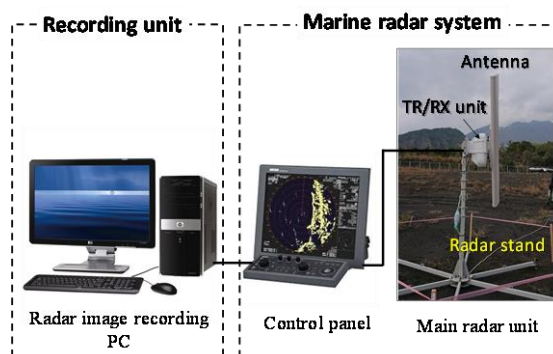 Recording unit
Marine radar system
Antenna
TR/RX unit
Radar stand
Radar image recording
PC
Control panel
Main radar unit